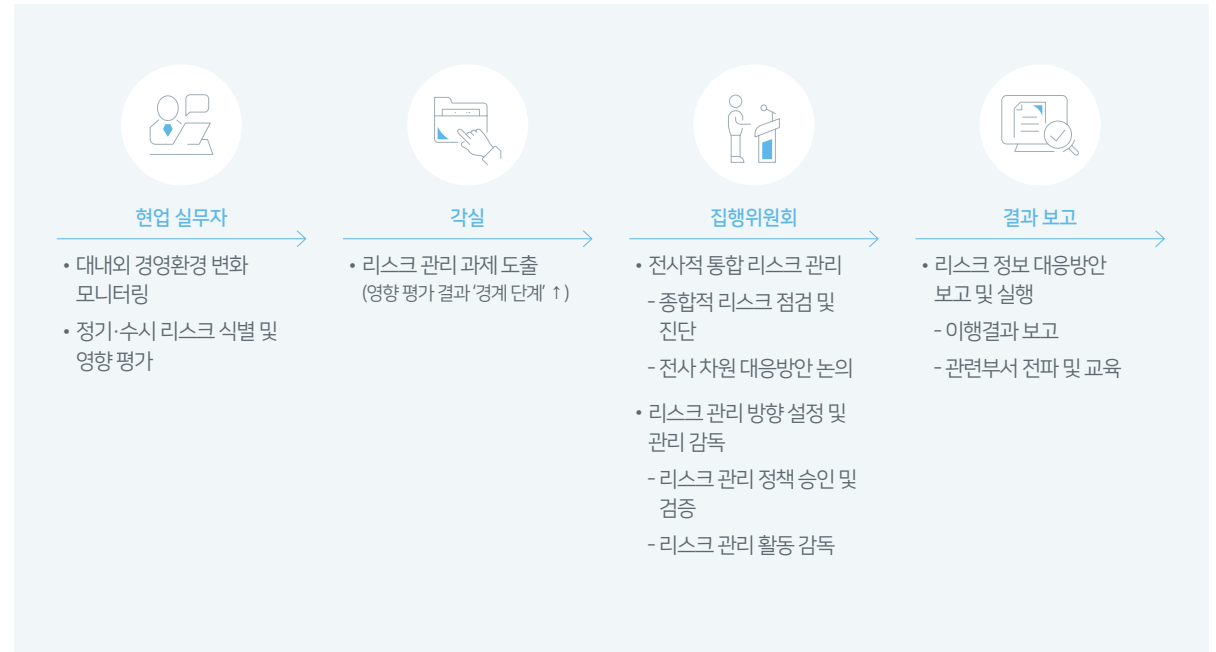 현업 실무자
• 대내외 경영환경 변화
모니터링
• 정기·수시 리스크 식별 및
영향 평가
각실
• 리스크 관리 과제 도출
(영향 평가 결과 ‘경계 단계’ ↑)
집행위원회
• 전사적 통합 리스크 관리
- 종합적 리스크 점검 및
진단
- 전사 차원 대응방안 논의
• 리스크 관리 방향 설정 및
관리 감독
- 리스크 관리 정책 승인 및
검증
- 리스크 관리 활동 감독
결과 보고
• 리스크 정보 대응방안
보고 및 실행
- 이행결과 보고
- 관련부서 전파 및 교육